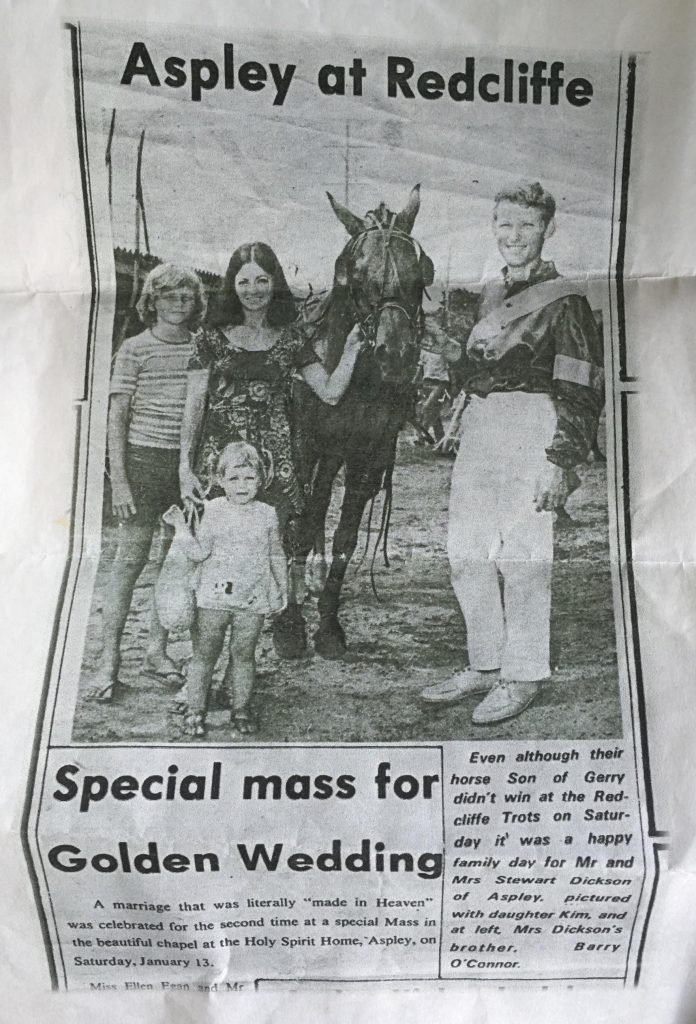 Aspley at Redcliffe
Even although their
horse Son of Gerry
didn't win at the Red-
cliffe Trots on Satur-
day it' was a happy
family day for Mr and
Mrs Stewart Dickson
of Aspley, pictured
with daughter Kim, and
at left, Mrs Dickson's
brother, Barry
O'Connor.
Special mass for
Golden Wedding
A marriage that was literally "made in Heaven"
was celebrated for the second time at a special Mass in
the beautiful chapel at the Holy Spirit Home, Aspley, on
Saturday, January 13.
Miss Ellen Egan and Mr